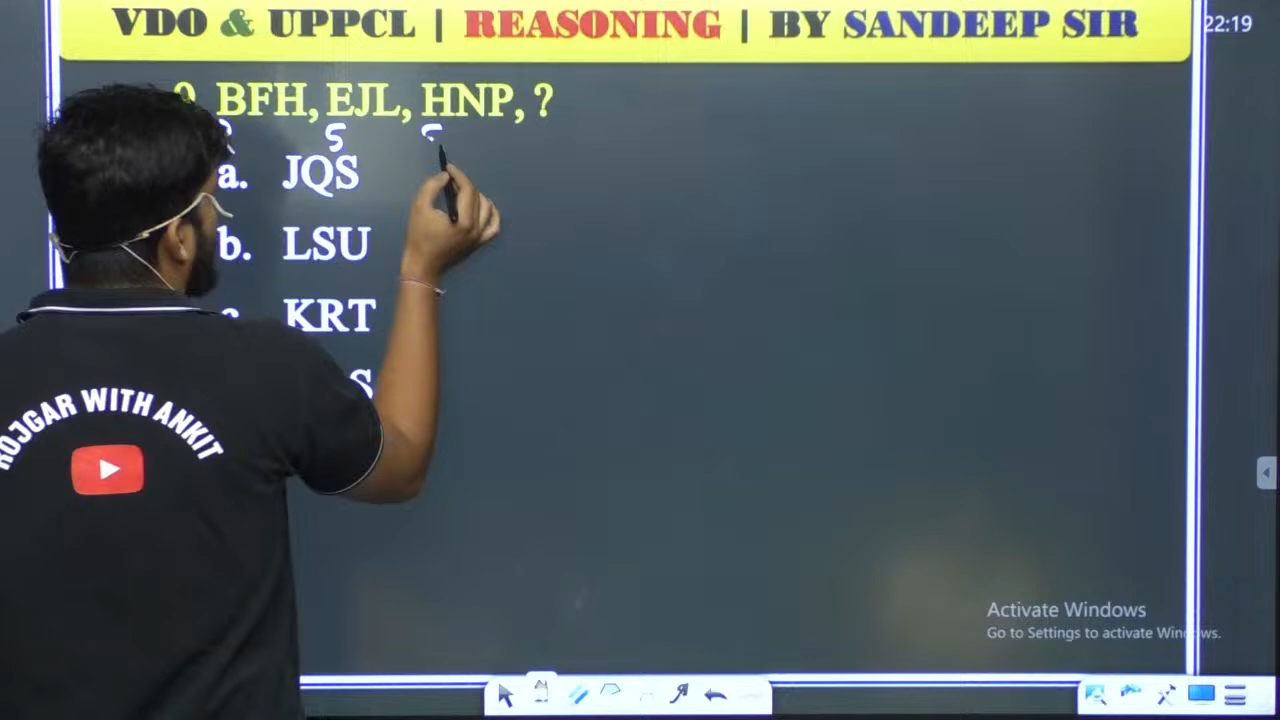 VDO & UPPCL | REASONING | BY SANDEEP SIR
22:19
9. BFH, EJL, HNP, ?
5
a. JQS
b. LSU
c. KRT
S
ROJGAR WITH ANKIT
Activate Windows
Go to Settings to activate Windows.